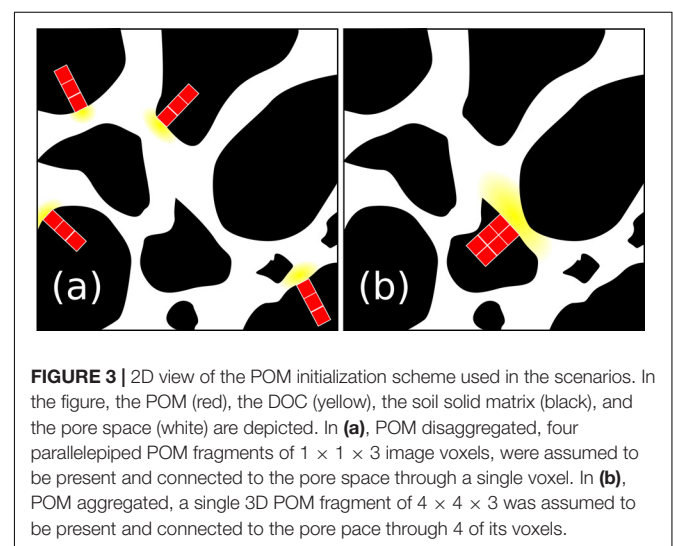 (a)
(b)
FIGURE 3 | 2D view of the POM initialization scheme used in the scenarios. In
the figure, the POM (red), the DOC (yellow), the soil solid matrix (black), and
the pore space (white) are depicted. In (a), POM disaggregated, four
parallelepiped POM fragments of 1 × 1 × 3 image voxels, were assumed to
be present and connected to the pore space through a single voxel. In (b),
POM aggregated, a single 3D POM fragment of 4 × 4 × 3 was assumed to
be present and connected to the pore pace through 4 of its voxels.